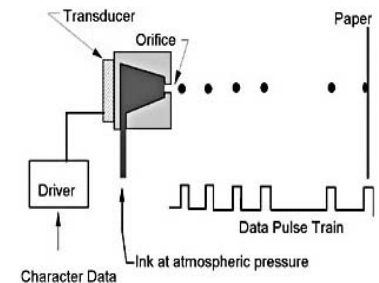 Transducer
Paper
Orifice
Driver
Data Pulse Train
Ink at atmospheric pressure
Character Data